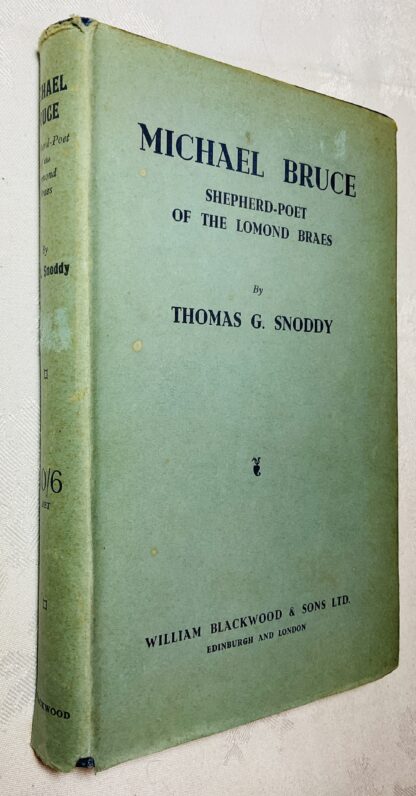 MICHAEL BRUCE
SHEPHERD-POET
OF THE LOMOND BRAES
By
THOMAS G. SNODDY
WILLIAM BLACKWOOD & SONS LTD.
EDINBURGH AND LONDON
By
Snoddy